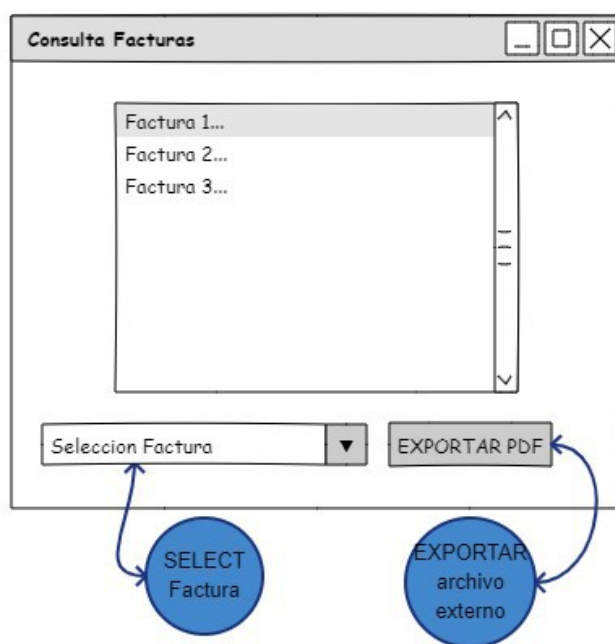 Consulta Facturas
Factura 1...
Factura 2...
Factura 3...
Seleccion Factura
EXPORTAR PDF
SELECT
Factura
EXPORTAR
archivo
externo